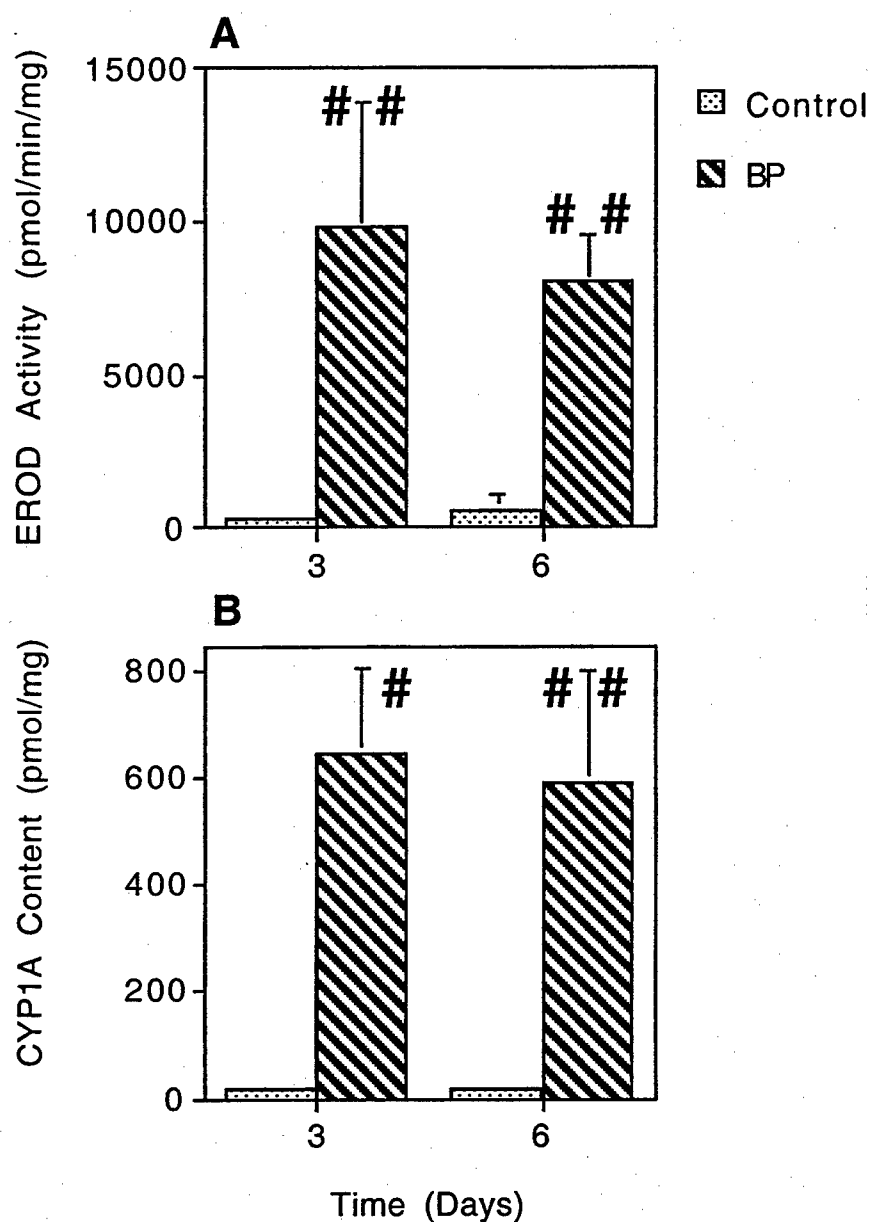 A
15000
10000
5000
0
EROD Activity (pmol/min/mg)
# #
# #
3
6
Control
BP
B
800
600
400
200
0
CYP1A Content (pmol/mg)
#
# #
3
6
Time (Days)